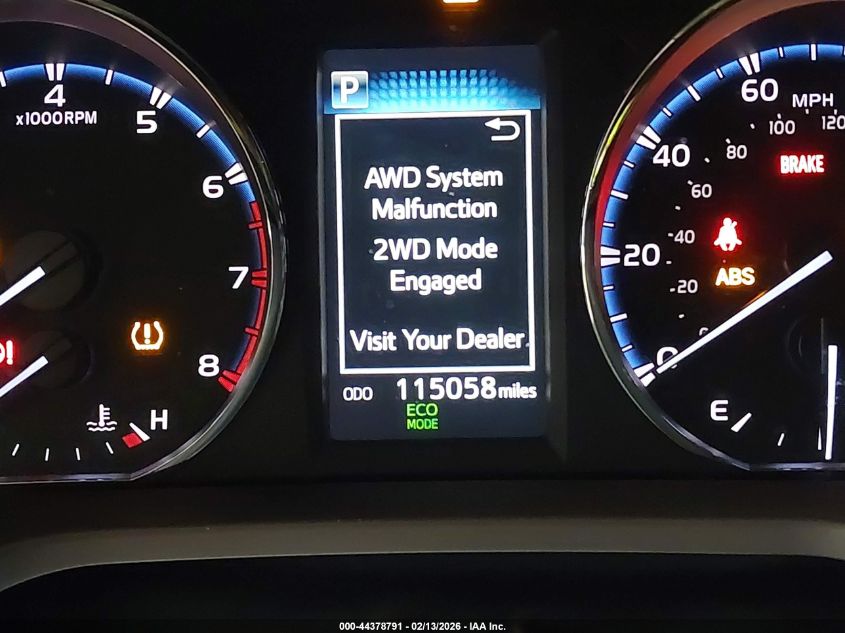 P
AWD System
Malfunction
2WD Mode
Engaged
Visit Your Dealer
ODO 115058 miles
ECO
MODE
4
x1000RPM
5
6
7
8
H
!
60
MPH
100
120
80
40
60
BRAKE
40
20
ABS
20
0
E
000-44378791 - 02/13/2026 - IAA Inc.